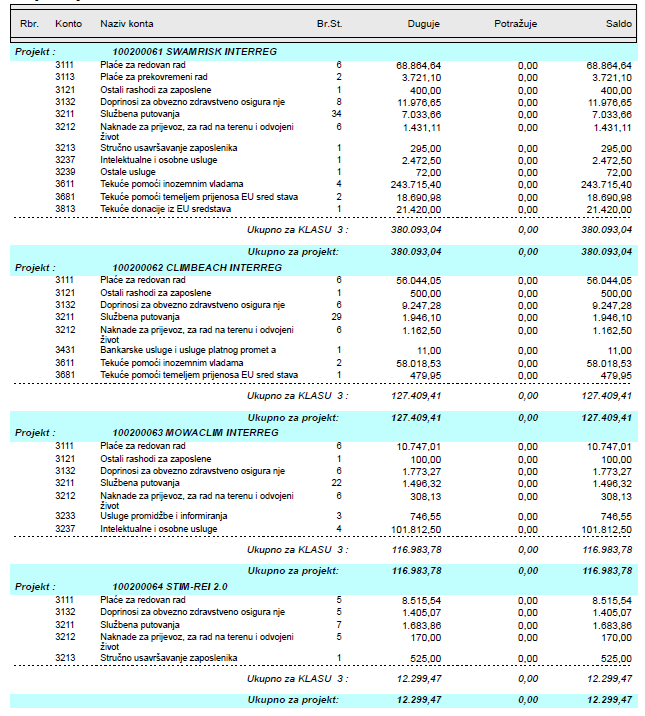 Rbr. Konto Naziv konta Br.St. Duguje Potražuje Saldo
Projekt : 100200061 SWAMRISK INTERREG
3111 Plaće za redovan rad 6 68.864,64 0,00 68.864,64
3113 Plaće za prekovremeni rad 2 3.721,10 0,00 3.721,10
3121 Ostali rashodi za zaposlene 1 400,00 0,00 400,00
3132 Doprinosi za obvezno zdravstveno osigura nje 8 11.976,65 0,00 11.976,65
3211 Službena putovanja 34 7.033,66 0,00 7.033,66
3212 Naknade za prijevoz, za rad na terenu i odvojeni 6 1.431,11 0,00 1.431,11
život
3213 Stručno usavršavanje zaposlenika 1 295,00 0,00 295,00
3237 Intelektualne i osobne usluge 1 2.472,50 0,00 2.472,50
3239 Ostale usluge 1 72,00 0,00 72,00
3611 Tekuće pomoći inozemnim vladama 4 243.715,40 0,00 243.715,40
3681 Tekuće pomoći temeljem prijenosa EU sred stava 2 18.690,98 0,00 18.690,98
3813 Tekuće donacije iz EU sredstava 1 21.420,00 0,00 21.420,00
Ukupno za KLASU 3 : 380.093,04 0,00 380.093,04
Ukupno za projekt: 380.093,04 0,00 380.093,04
Projekt : 100200062 CLIMBEACH INTERREG
3111 Plaće za redovan rad 6 56.044,05 0,00 56.044,05
3121 Ostali rashodi za zaposlene 1 500,00 0,00 500,00
3132 Doprinosi za obvezno zdravstveno osigura nje 6 9.247,28 0,00 9.247,28
3211 Službena putovanja 29 1.946,10 0,00 1.946,10
3212 Naknade za prijevoz, za rad na terenu i odvojeni 6 1.162,50 0,00 1.162,50
život
3431 Bankarske usluge i usluge platnog promet a 1 11,00 0,00 11,00
3611 Tekuće pomoći inozemnim vladama 2 58.018,53 0,00 58.018,53
3681 Tekuće pomoći temeljem prijenosa EU sred stava 1 479,95 0,00 479,95
Ukupno za KLASU 3 : 127.409,41 0,00 127.409,41
Ukupno za projekt: 127.409,41 0,00 127.409,41
Projekt : 100200063 MOWACLIM INTERREG
3111 Plaće za redovan rad 6 10.747,01 0,00 10.747,01
3121 Ostali rashodi za zaposlene 1 100,00 0,00 100,00
3132 Doprinosi za obvezno zdravstveno osigura nje 6 1.773,27 0,00 1.773,27
3211 Službena putovanja 22 1.496,32 0,00 1.496,32
3212 Naknade za prijevoz, za rad na terenu i odvojeni 6 308,13 0,00 308,13
život
3233 Usluge promidžbe i informiranja 3 746,55 0,00 746,55
3237 Intelektualne i osobne usluge 4 101.812,50 0,00 101.812,50
Ukupno za KLASU 3 : 116.983,78 0,00 116.983,78
Ukupno za projekt: 116.983,78 0,00 116.983,78
Projekt : 100200064 STIM-REI 2.0
3111 Plaće za redovan rad 5 8.515,54 0,00 8.515,54
3132 Doprinosi za obvezno zdravstveno osigura nje 5 1.405,07 0,00 1.405,07
3211 Službena putovanja 7 1.683,86 0,00 1.683,86
3212 Naknade za prijevoz, za rad na terenu i odvojeni 5 170,00 0,00 170,00
život
3213 Stručno usavršavanje zaposlenika 1 525,00 0,00 525,00
Ukupno za KLASU 3 : 12.299,47 0,00 12.299,47
Ukupno za projekt: 12.299,47 0,00 12.299,47